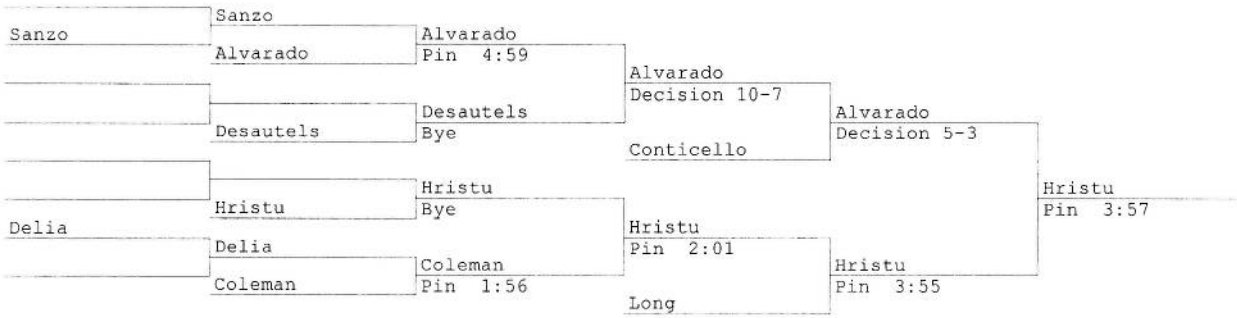 Sanzo
Sanzo
Alvarado
Alvarado
Pin 4:59
Desautels
Desautels
Bye
Alvarado
Decision 10-7
Conticello
Alvarado
Decision 5-3
Hristu
Hristu
Bye
Delia
Delia
Coleman
Coleman
Pin 1:56
Hristu
Pin 2:01
Long
Hristu
Pin 3:55
Hristu
Pin 3:57